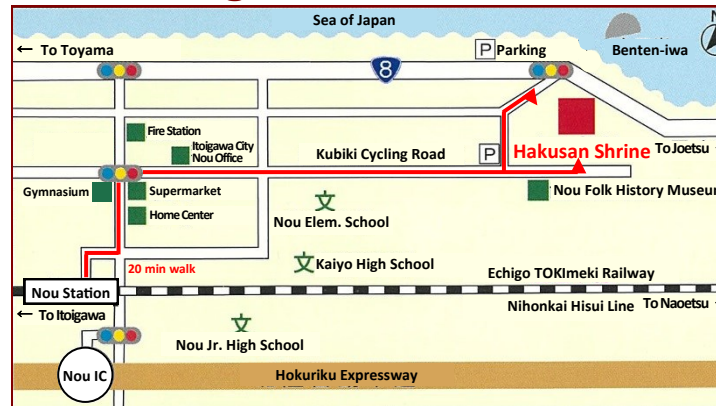 Sea of Japan
N
← To Toyama
8
P Parking
Benten-iwa
Fire Station
Itoigawa City
Nou Office
Kubiki Cycling Road
P
Hakusan Shrine
To Joetsu
Gymnasium
Supermarket
Home Center
文
Nou Elem. School
Nou Folk History Museum
20 min walk
文 Kaiyo High School
Echigo TOKImeki Railway
Nou Station
Nihonkai Hisui Line
To Naoetsu
← To Itoigawa
文
Nou Jr. High School
Nou IC
Hokuriku Expressway